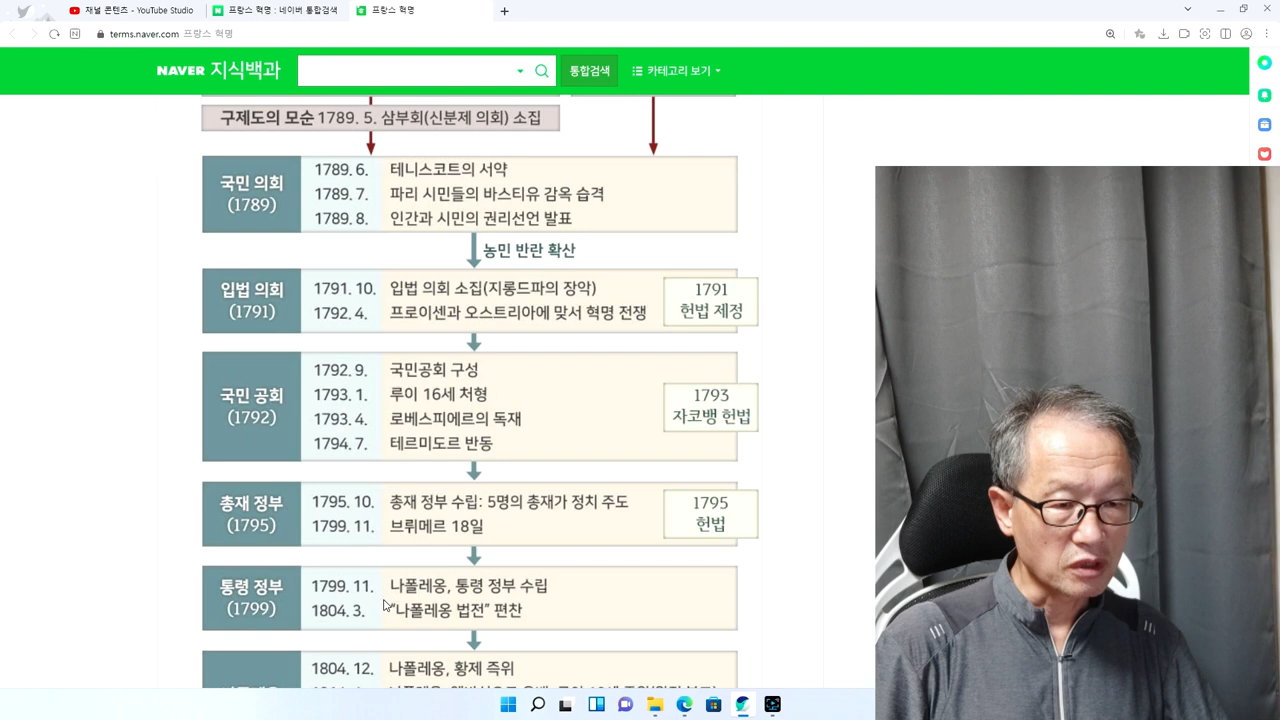 채널 콘텐츠 - YouTube Studio
프랑스 혁명 : 네이버 통합검색
프랑스 혁명
terms.naver.com 프랑스 혁명
NAVER 지식백과
통합검색
카테고리 보기
구제도의 모순 1789. 5. 삼부회(신분제 의회) 소집
국민 의회
(1789)
1789. 6. 테니스코트의 서약
1789. 7. 파리 시민들의 바스티유 감옥 습격
1789. 8. 인간과 시민의 권리선언 발표
농민 반란 확산
입법 의회
(1791)
1791. 10. 입법 의회 소집(지롱드파의 장악)
1792. 4. 프로이센과 오스트리아에 맞서 혁명 전쟁
1791
헌법 제정
국민 공회
(1792)
1792. 9. 국민공회 구성
1793. 1. 루이 16세 처형
1793. 4. 로베스피에르의 독재
1794. 7. 테르미도르 반동
1793
자코뱅 헌법
총재 정부
(1795)
1795. 10. 총재 정부 수립: 5명의 총재가 정치 주도
1799. 11. 브뤼메르 18일
1795
헌법
통령 정부
(1799)
1799. 11. 나폴레옹, 통령 정부 수립
1804. 3. “나폴레옹 법전” 편찬
1804. 12. 나폴레옹, 황제 즉위